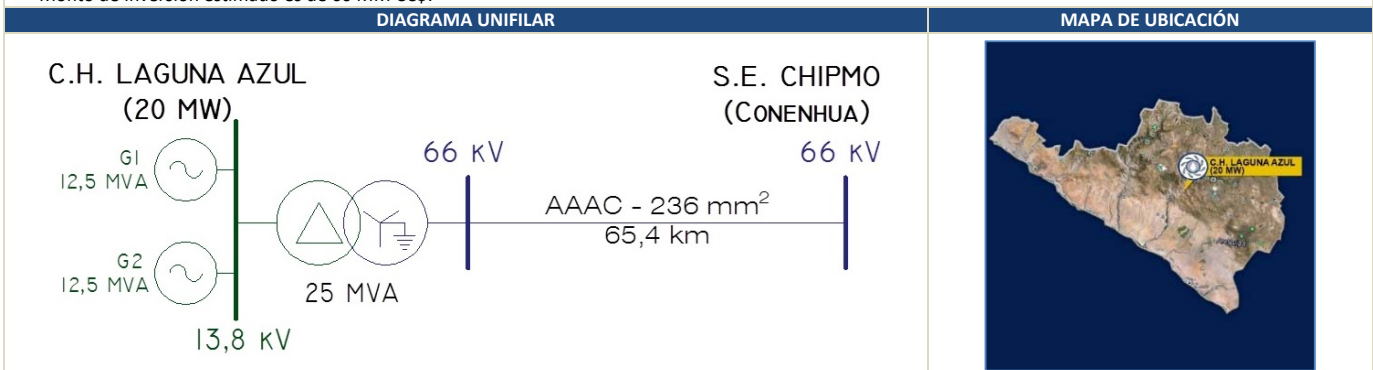 DIAGRAMA UNIFILAR
MAPA DE UBICACIÓN
C.H. LAGUNA AZUL
(20 MW)
S.E. CHIPMO
(CONENHUA)
G1
12,5 MVA
G2
12,5 MVA
13,8 KV
25 MVA
66 KV
AAAC - 236 mm²
65,4 km
66 KV
C.H. LAGUNA AZUL
(20 MW)